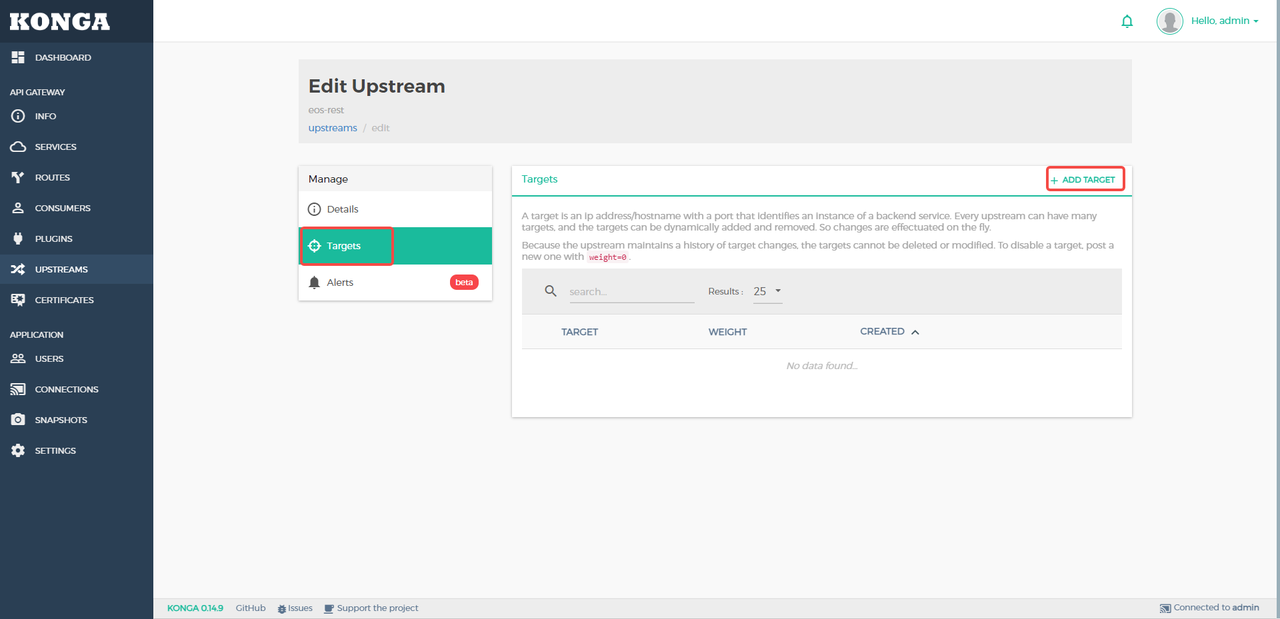 KONGA
Hello, admin
DASHBOARD
API GATEWAY
INFO
SERVICES
ROUTES
CONSUMERS
PLUGINS
UPSTREAMS
CERTIFICATES
APPLICATION
USERS
CONNECTIONS
SNAPSHOTS
SETTINGS
Edit Upstream
eos-rest
upstreams / edit
Manage
Details
Targets
Alerts beta
Targets
+ ADD TARGET
A target is an ip address/hostname with a port that identifies an instance of a backend service. Every upstream can have many
targets, and the targets can be dynamically added and removed. So changes are effectuated on the fly.
Because the upstream maintains a history of target changes, the targets cannot be deleted or modified. To disable a target, post a
new one with weight=0 .
search... Results : 25
TARGET WEIGHT CREATED
No data found...
KONGA 0.14.9 GitHub Issues Support the project Connected to admin